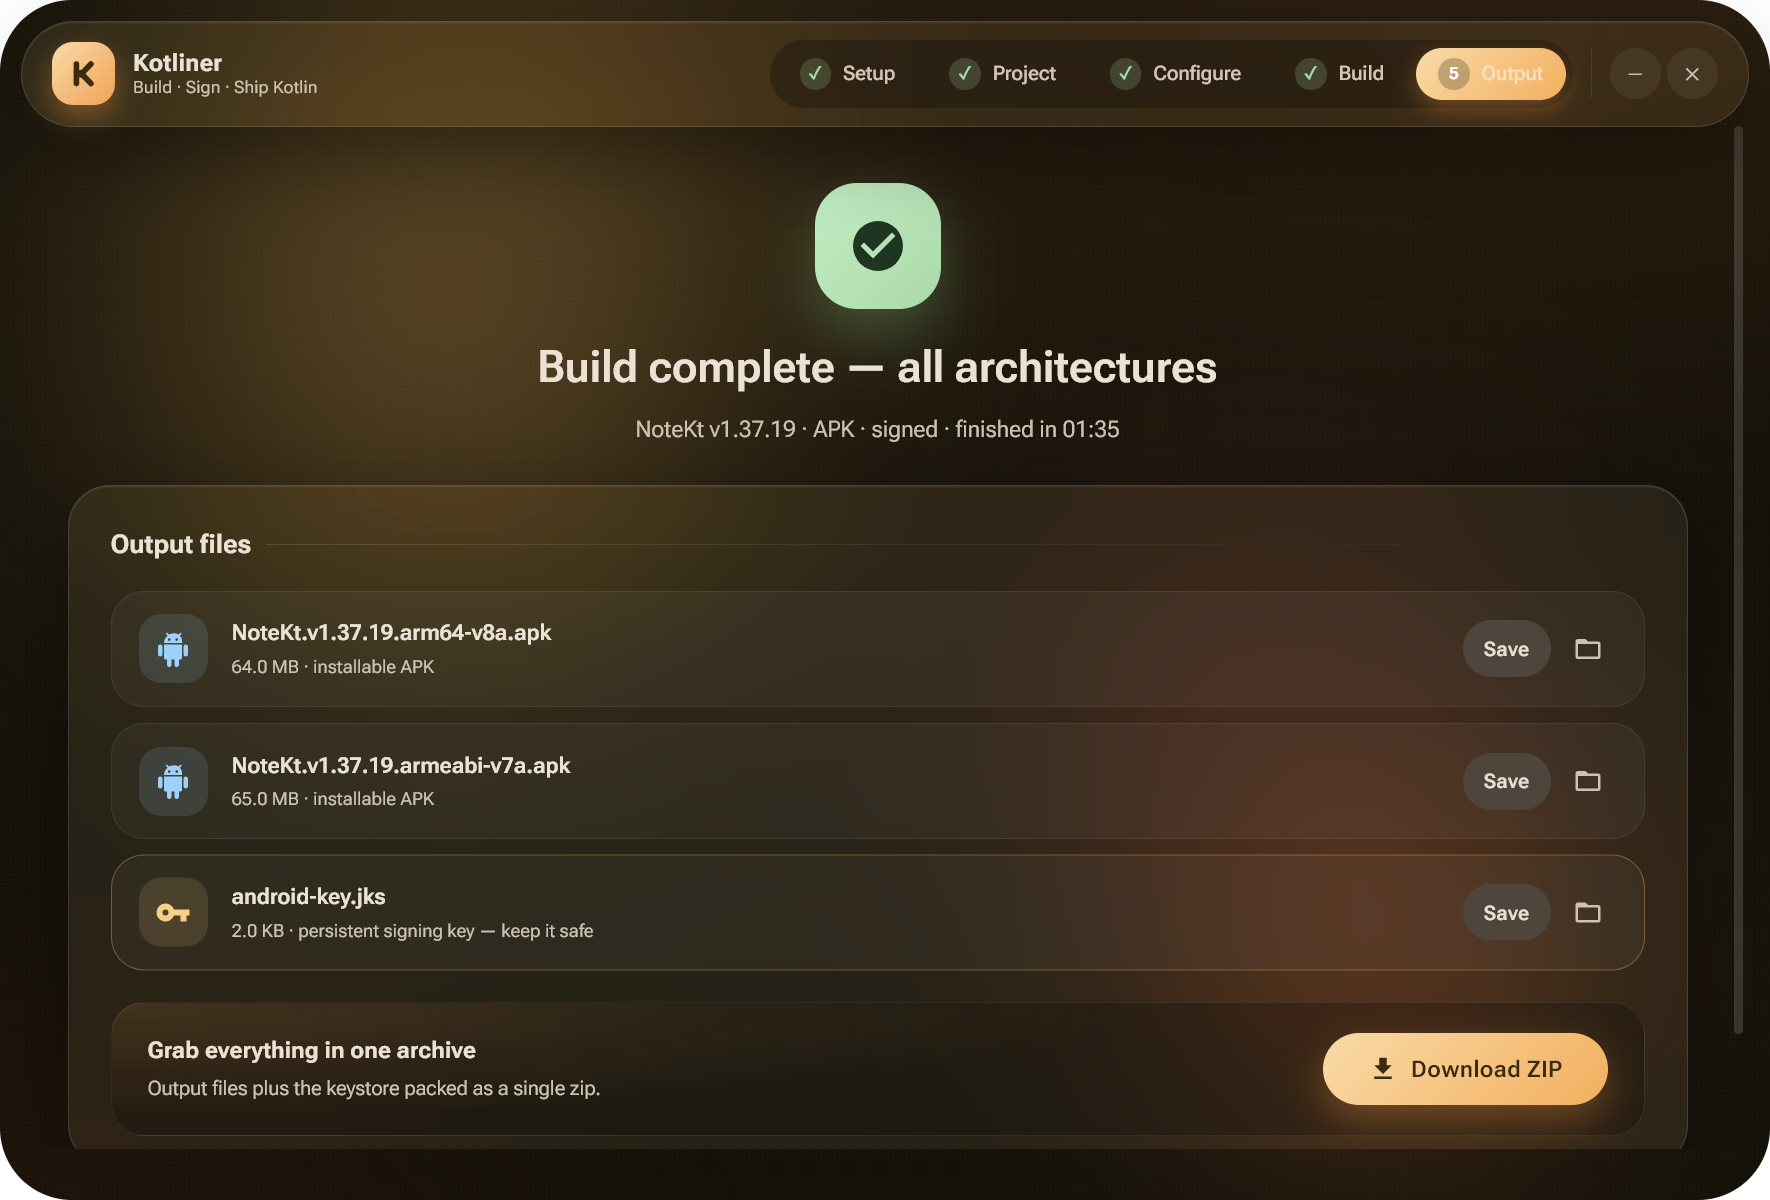 K
Kotliner
Build · Sign · Ship Kotlin
✓ Setup
✓ Project
✓ Configure
✓ Build
5 Output
Build complete — all architectures
NoteKt v1.37.19 · APK · signed · finished in 01:35
Output files
NoteKt.v1.37.19.arm64-v8a.apk
64.0 MB · installable APK
Save
NoteKt.v1.37.19.armeabi-v7a.apk
65.0 MB · installable APK
Save
android-key.jks
2.0 KB · persistent signing key — keep it safe
Save
Grab everything in one archive
Output files plus the keystore packed as a single zip.
Download ZIP